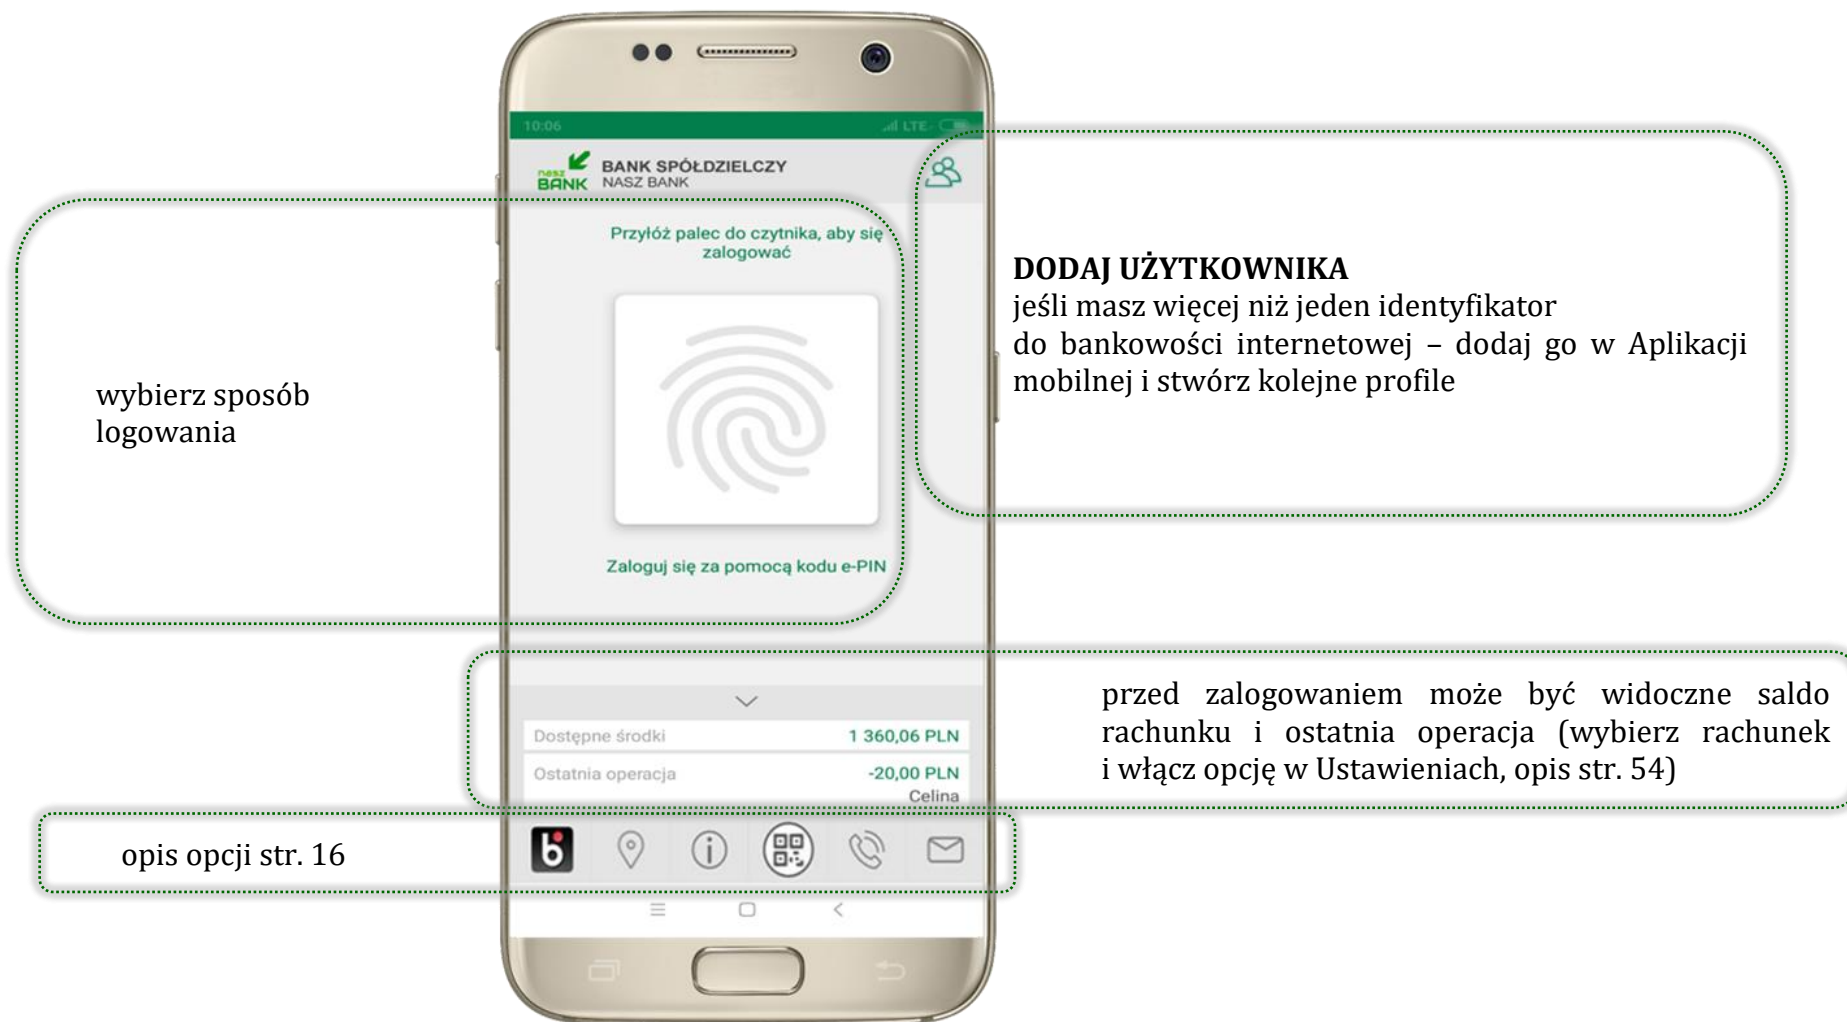 10:06
LTE
nasz
BANK
BANK SPÓŁDZIELCZY
NASZ BANK
Przyłóż palec do czytnika, aby się
zalogować
Zaloguj się za pomocą kodu e-PIN
wybierz sposób
logowania
DODAJ UŻYTKOWNIKA
jeśli masz więcej niż jeden identyfikator
do bankowości internetowej – dodaj go w Aplikacji
mobilnej i stwórz kolejne profile
Dostępne środki 1 360,06 PLN
Ostatnia operacja -20,00 PLN
Celina
przed zalogowaniem może być widoczne saldo
rachunku i ostatnia operacja (wybierz rachunek
i włącz opcję w Ustawieniach, opis str. 54)
opis opcji str. 16
b